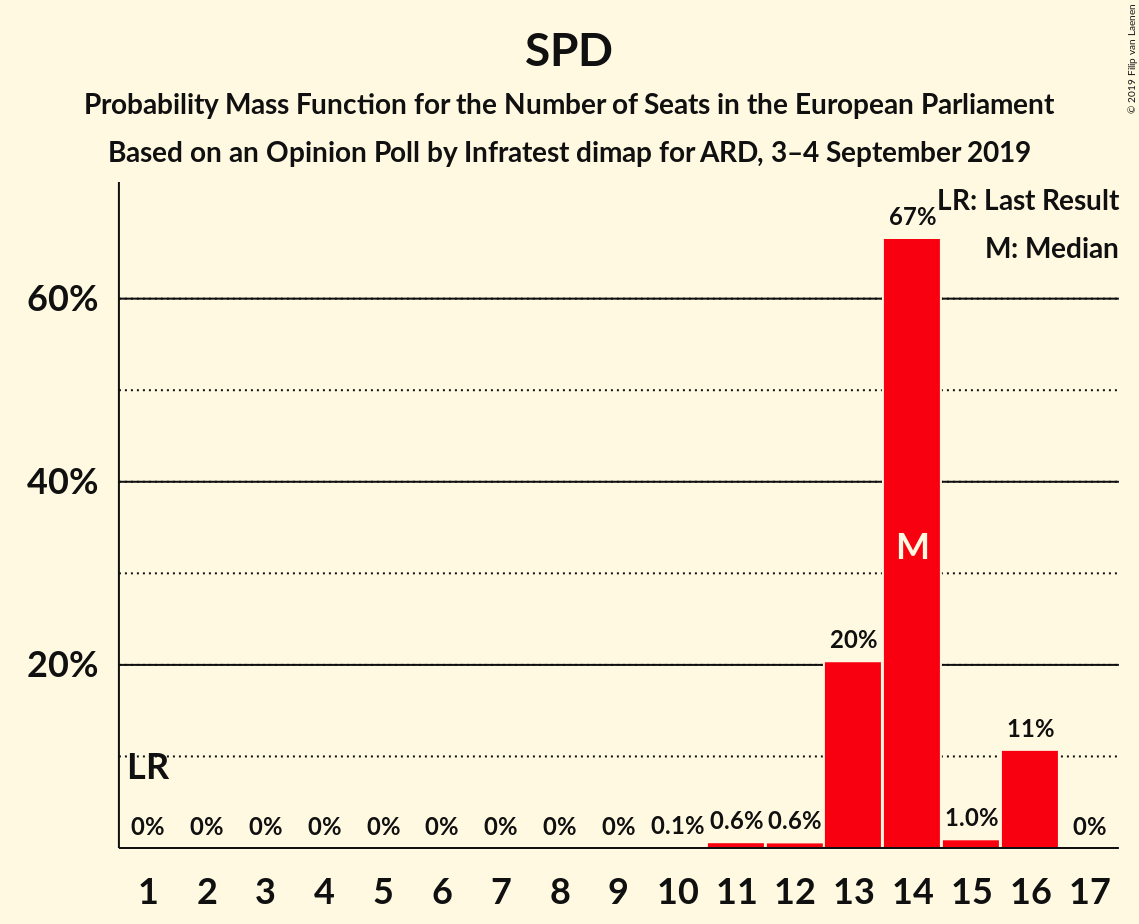 SPD
Probability Mass Function for the Number of Seats in the European Parliament
Based on an Opinion Poll by Infratest dimap for ARD, 3–4 September 2019
© 2019 Filip van Laenen
LR: Last Result
M: Median
60%
40%
20%
LR
M
0% 0% 0% 0% 0% 0% 0% 0% 0% 0.1% 0.6% 0.6% 20% 67% 1.0% 11% 0%
1 2 3 4 5 6 7 8 9 10 11 12 13 14 15 16 17